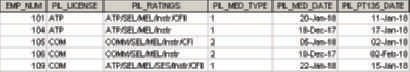 EMP_NUM PIL_LICENSE PIL_RATINGS PIL_MED_TYPE PIL_MED_DATE PIL_PT135_DATE
101 ATP ATP/SEL/MEL/Instr/CFII 1 20-Jan-18 11-Jan-18
104 ATP ATP/SEL/MEL/Instr 1 18-Dec-17 17-Jan-18
105 COM COMM/SEL/MEL/Instr/CFI 2 05-Jan-18 02-Jan-18
106 COM COMM/SEL/MEL/Instr 2 10-Dec-17 02-Feb-18
109 COM ATP/SEL/MEL/SES/Instr/CFII 1 22-Jan-18 15-Jan-18